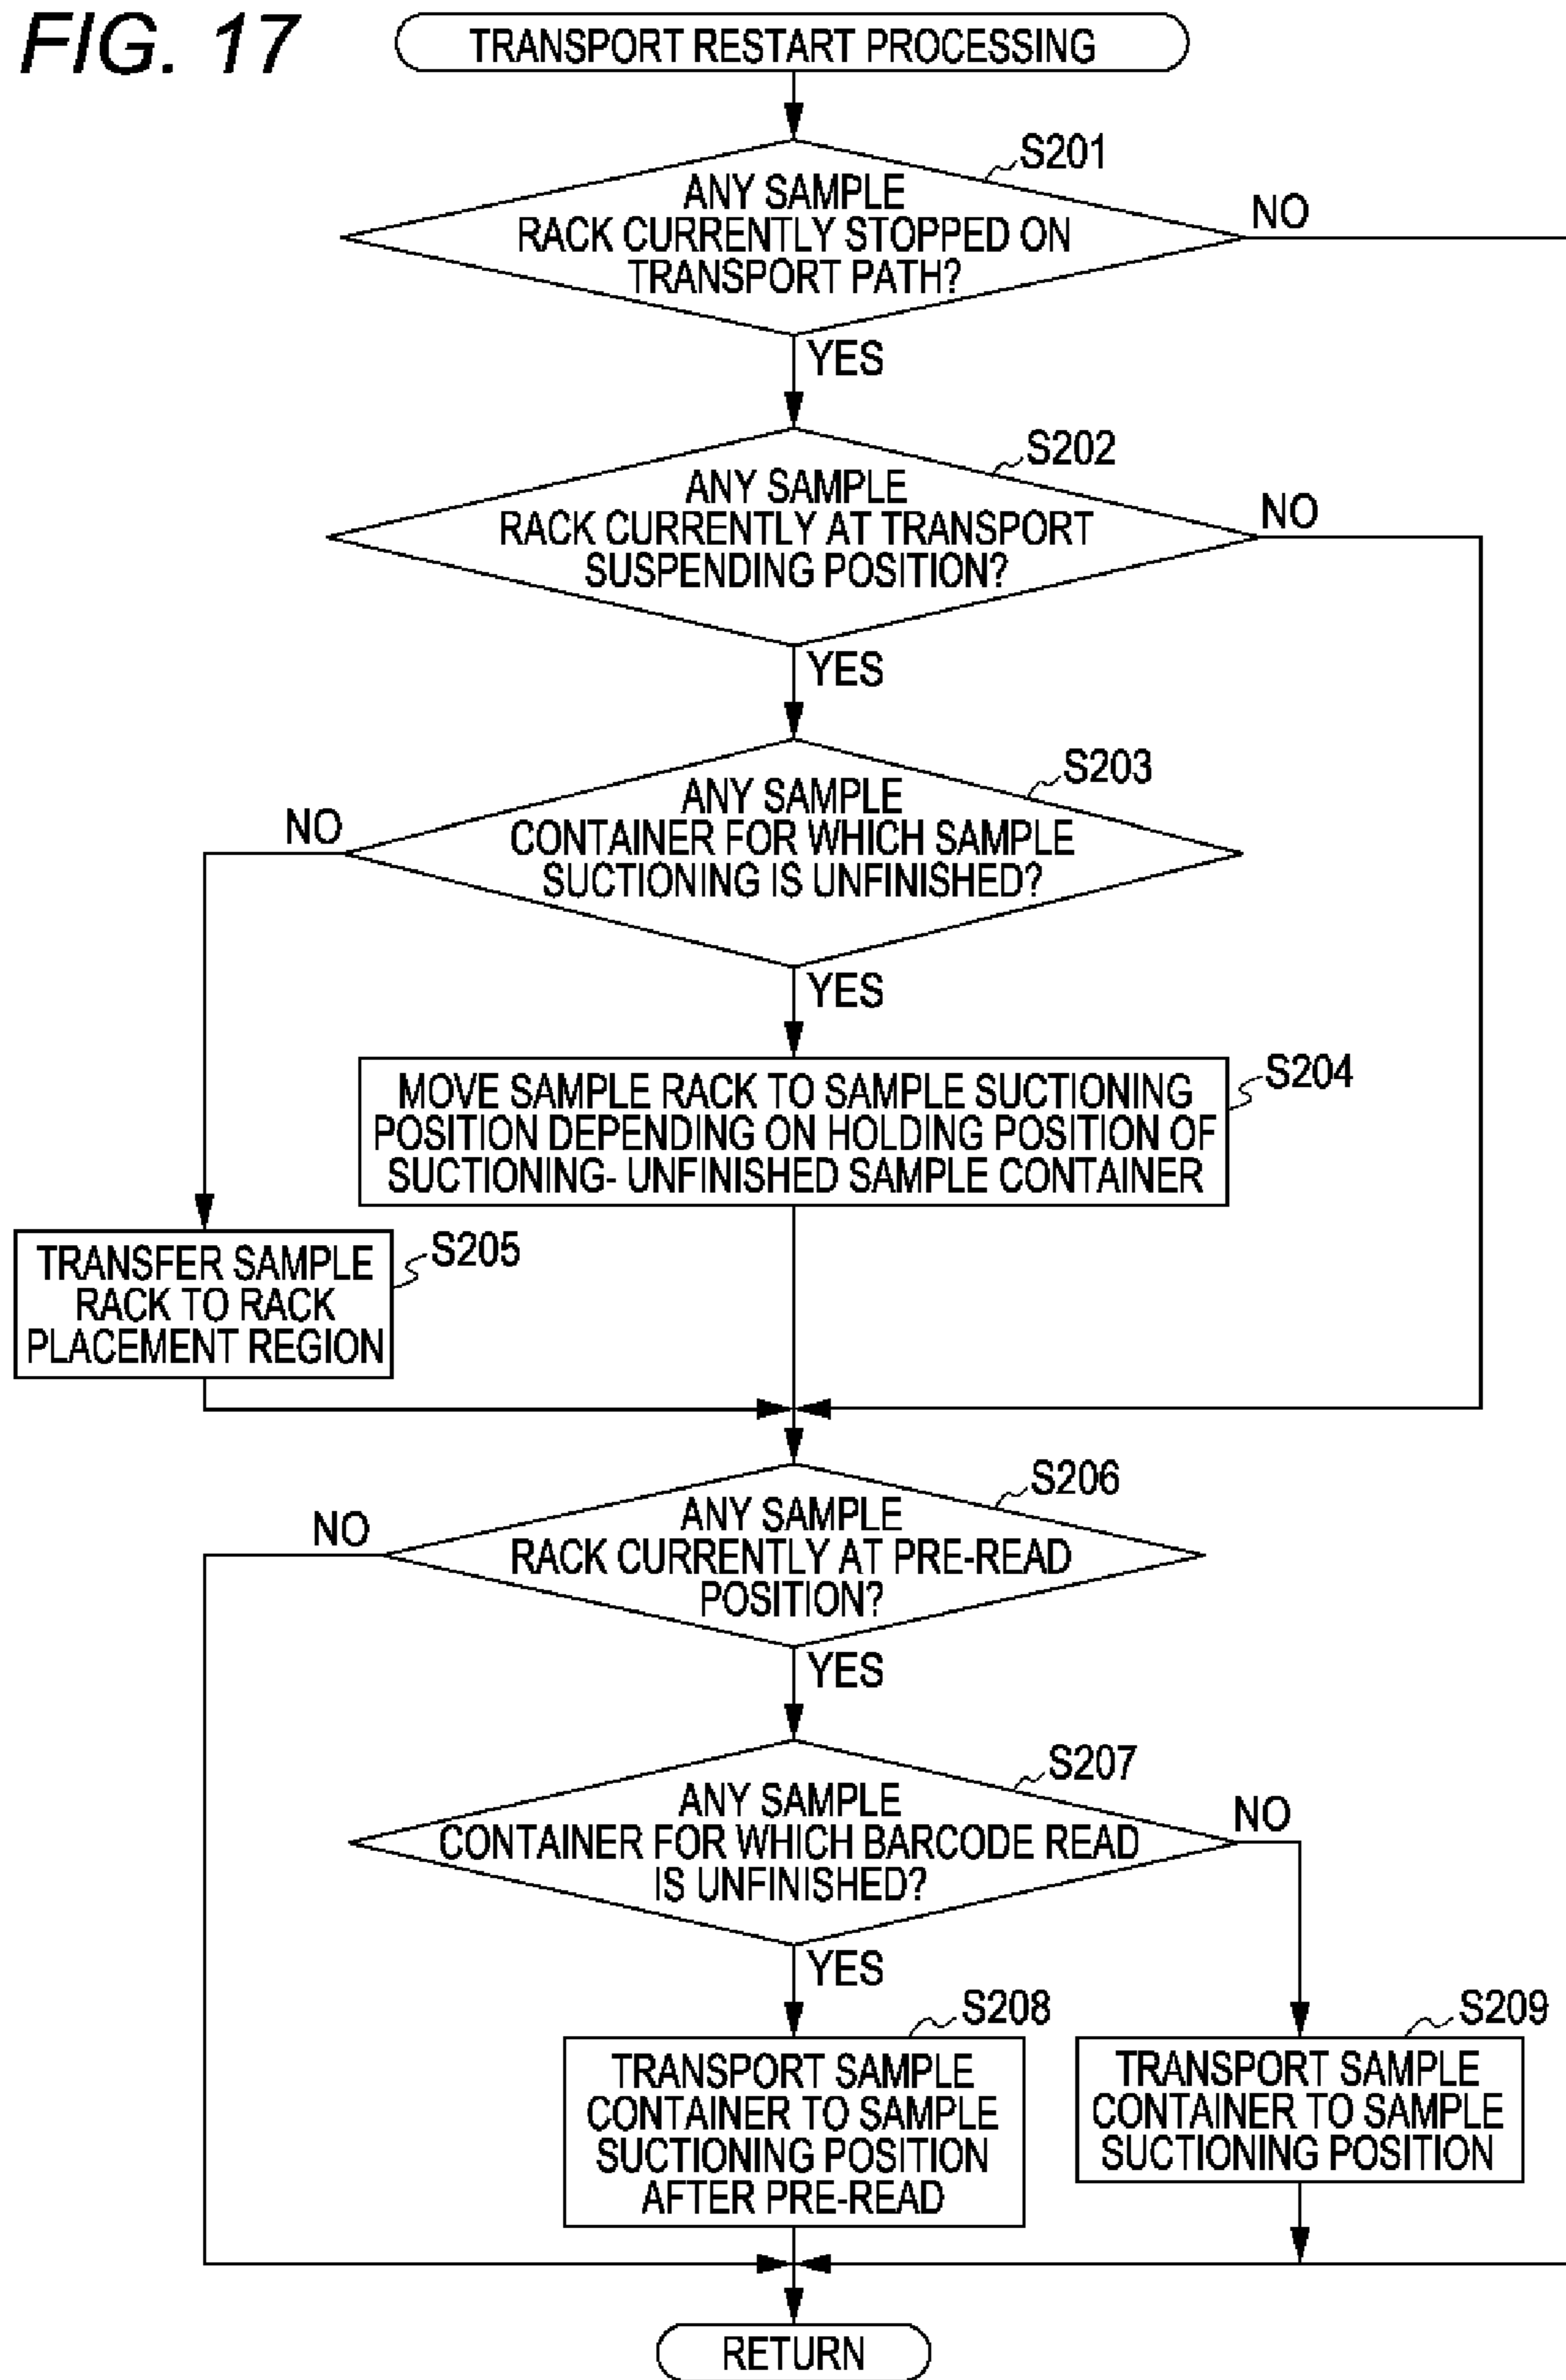 FIG. 17
TRANSPORT RESTART PROCESSING
S201
ANY SAMPLE
RACK CURRENTLY STOPPED ON
TRANSPORT PATH?
NO
YES
S202
ANY SAMPLE
RACK CURRENTLY AT TRANSPORT
SUSPENDING POSITION?
NO
YES
S203
ANY SAMPLE
CONTAINER FOR WHICH SAMPLE
SUCTIONING IS UNFINISHED?
NO
YES
S204
MOVE SAMPLE RACK TO SAMPLE SUCTIONING
POSITION DEPENDING ON HOLDING POSITION OF
SUCTIONING- UNFINISHED SAMPLE CONTAINER
S205
TRANSFER SAMPLE
RACK TO RACK
PLACEMENT REGION
S206
ANY SAMPLE
RACK CURRENTLY AT PRE-READ
POSITION?
NO
YES
S207
ANY SAMPLE
CONTAINER FOR WHICH BARCODE READ
IS UNFINISHED?
NO
YES
S208
TRANSPORT SAMPLE
CONTAINER TO SAMPLE
SUCTIONING POSITION
AFTER PRE-READ
S209
TRANSPORT SAMPLE
CONTAINER TO SAMPLE
SUCTIONING POSITION
RETURN